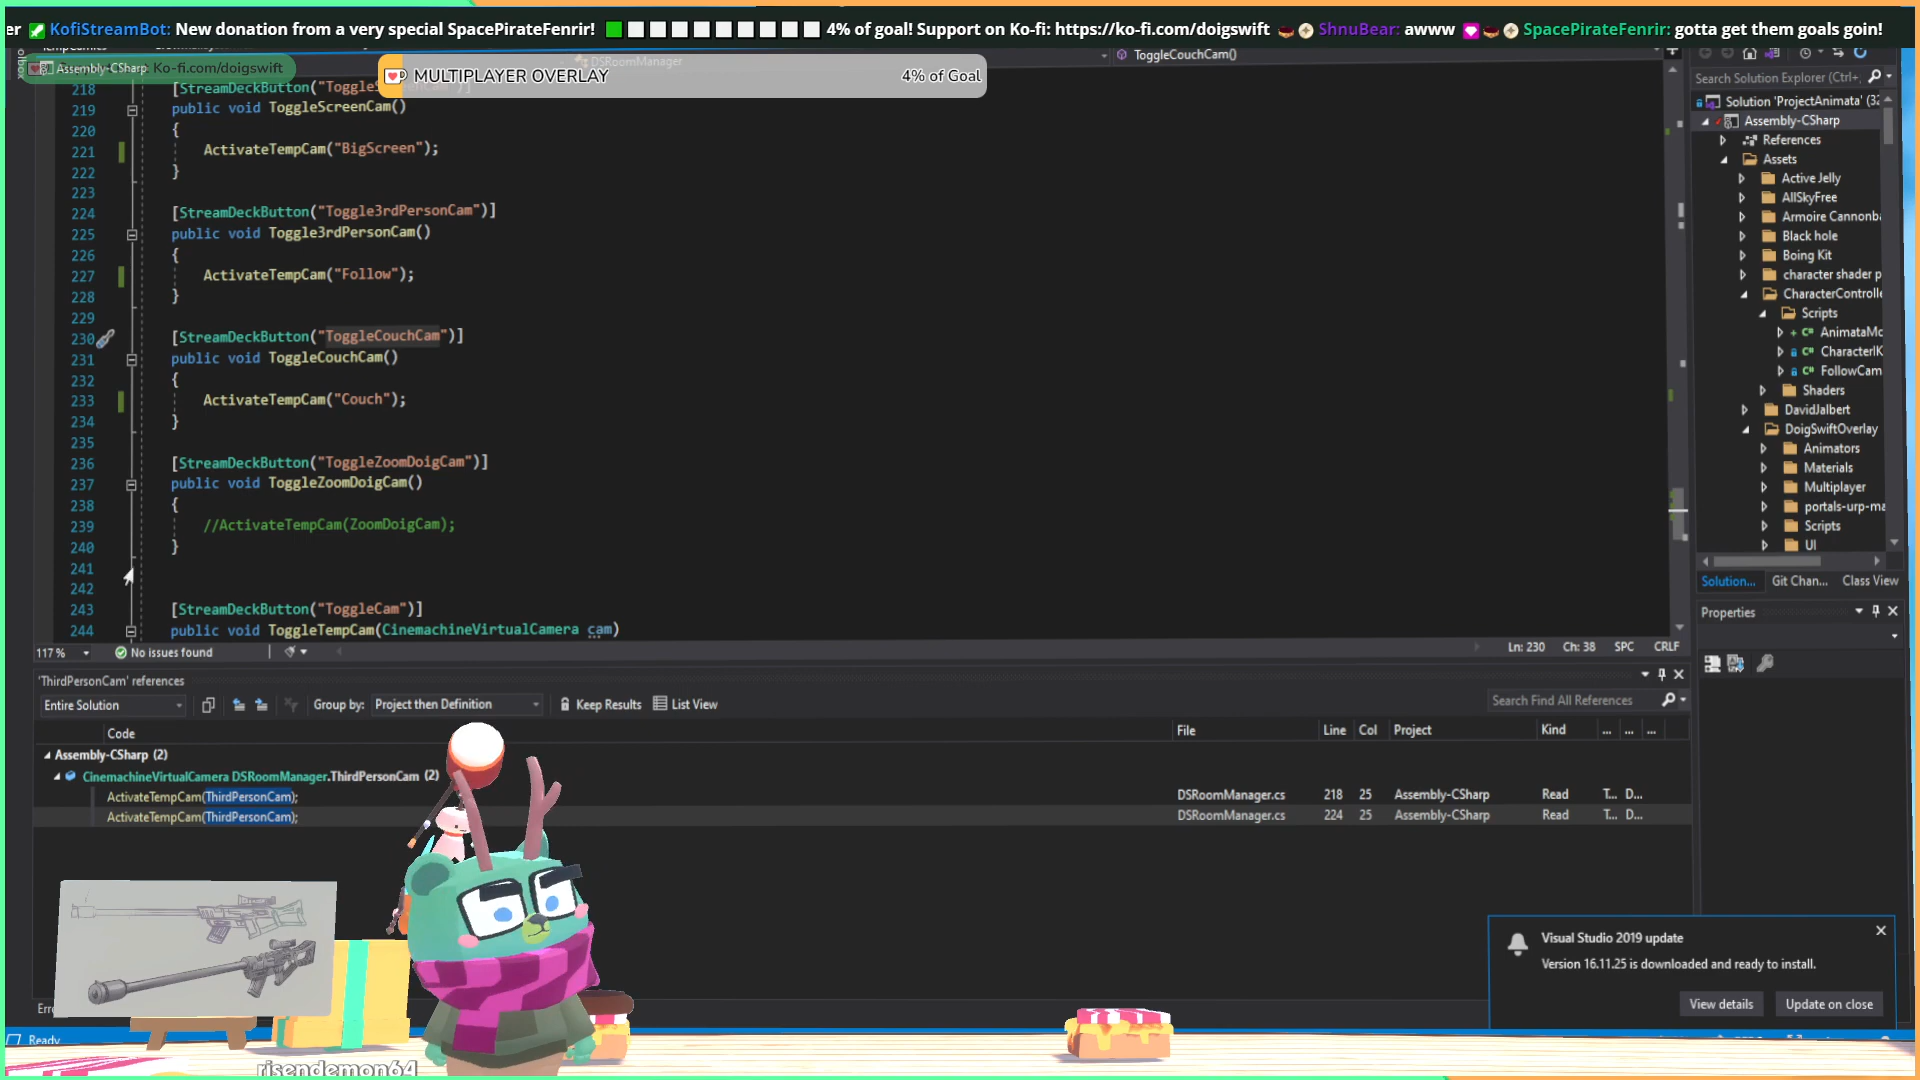 er KofiStreamBot: New donation from a very special SpacePirateFenrir! 4% of goal! Support on Ko-fi: https://ko-fi.com/doigswift ShnuBear: awww SpacePirateFenrir: gotta get them goals goin!
Assembly-CSharp Ko-fi.com/doigswift
MULTIPLAYER OVERLAY 4% of Goal
DSRoomManager
ToggleCouchCam()
218 [StreamDeckButton("Toggle
219 public void ToggleScreenCam()
220 {
221 ActivateTempCam("BigScreen");
222 }
223
224 [StreamDeckButton("Toggle3rdPersonCam")]
225 public void Toggle3rdPersonCam()
226 {
227 ActivateTempCam("Follow");
228 }
229
230 [StreamDeckButton("ToggleCouchCam")]
231 public void ToggleCouchCam()
232 {
233 ActivateTempCam("Couch");
234 }
235
236 [StreamDeckButton("ToggleZoomDoigCam")]
237 public void ToggleZoomDoigCam()
238 {
239 //ActivateTempCam(ZoomDoigCam);
240 }
241
242
243 [StreamDeckButton("ToggleCam")]
244 public void ToggleTempCam(CinemachineVirtualCamera cam)
117 % No issues found Ln: 230 Ch: 38 SPC CRLF
Search Solution Explorer (Ctrl+;
Solution 'ProjectAnimata' (32
Assembly-CSharp
References
Assets
Active Jelly
AllSkyFree
Armoire Cannonba
Black hole
Boing Kit
character shader p
CharacterControlle
Scripts
AnimataMo
CharacterIK
FollowCam
Shaders
DavidJalbert
DoigSwiftOverlay
Animators
Materials
Multiplayer
portals-urp-ma
Scripts
UI
Solution... Git Chan... Class View
Properties
'ThirdPersonCam' references
Entire Solution Group by: Project then Definition Keep Results List View Search Find All References
Code File Line Col Project Kind ... ... ...
Assembly-CSharp (2)
CinemachineVirtualCamera DSRoomManager.ThirdPersonCam (2)
ActivateTempCam(ThirdPersonCam); DSRoomManager.cs 218 25 Assembly-CSharp Read T... D...
ActivateTempCam(ThirdPersonCam); DSRoomManager.cs 224 25 Assembly-CSharp Read T... D...
Visual Studio 2019 update
Version 16.11.25 is downloaded and ready to install.
View details Update on close
Ready
risendemon64